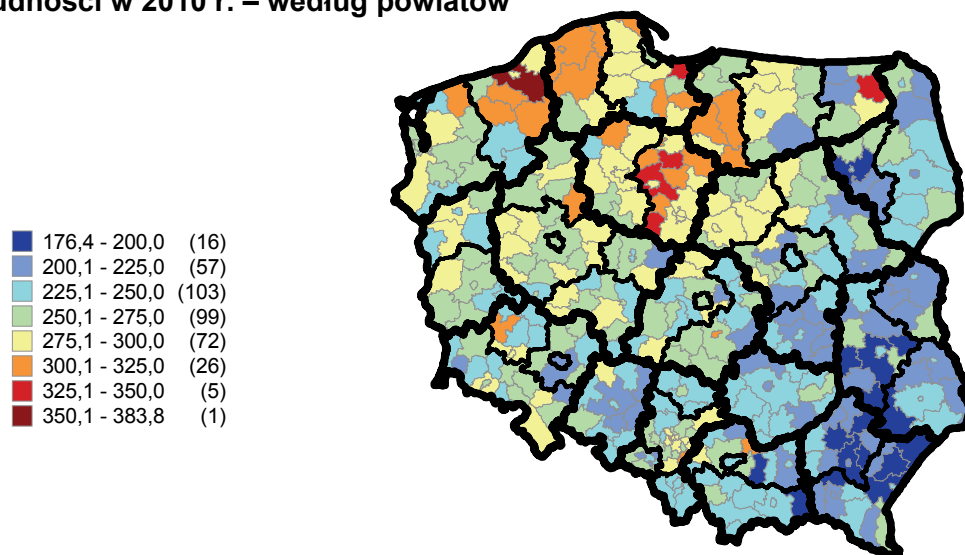 w 2010 r. – według powiatów
176,4 - 200,0 (16)
200,1 - 225,0 (57)
225,1 - 250,0 (103)
250,1 - 275,0 (99)
275,1 - 300,0 (72)
300,1 - 325,0 (26)
325,1 - 350,0 (5)
350,1 - 383,8 (1)